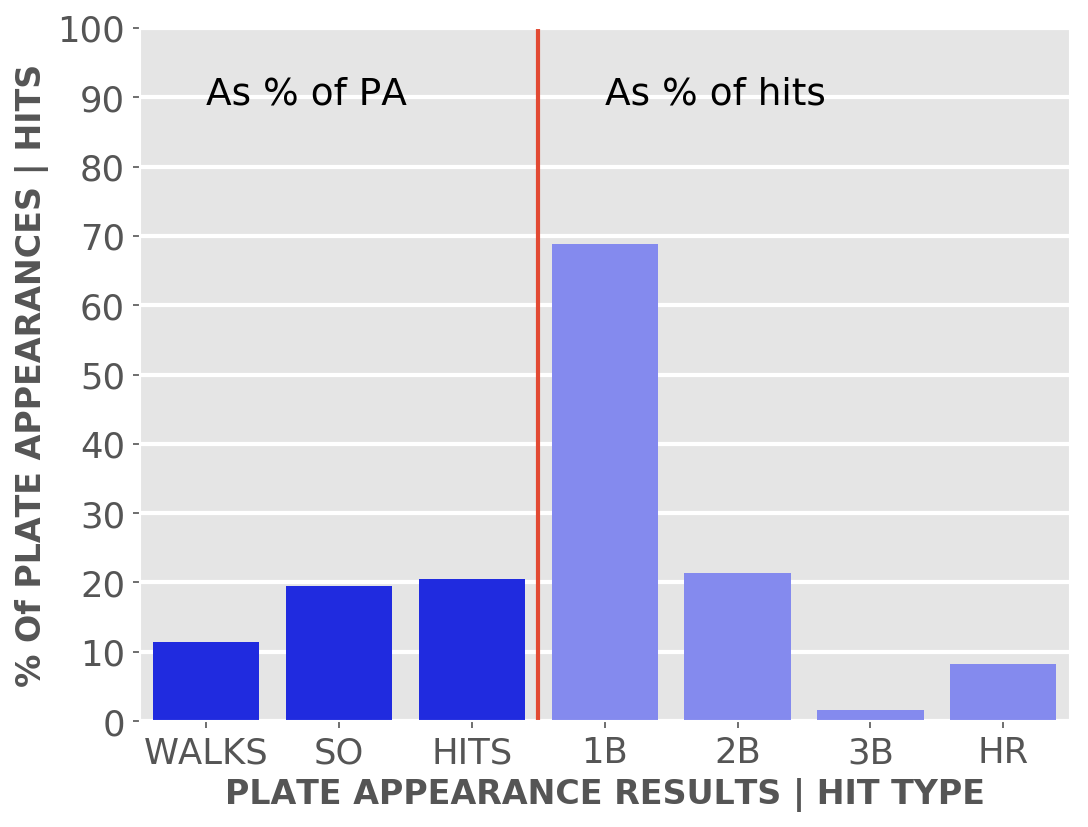 % Of PLATE APPEARANCES | HITS
100
90
80
70
60
50
40
30
20
10
0
As % of PA
As % of hits
WALKS SO HITS 1B 2B 3B HR
PLATE APPEARANCE RESULTS | HIT TYPE